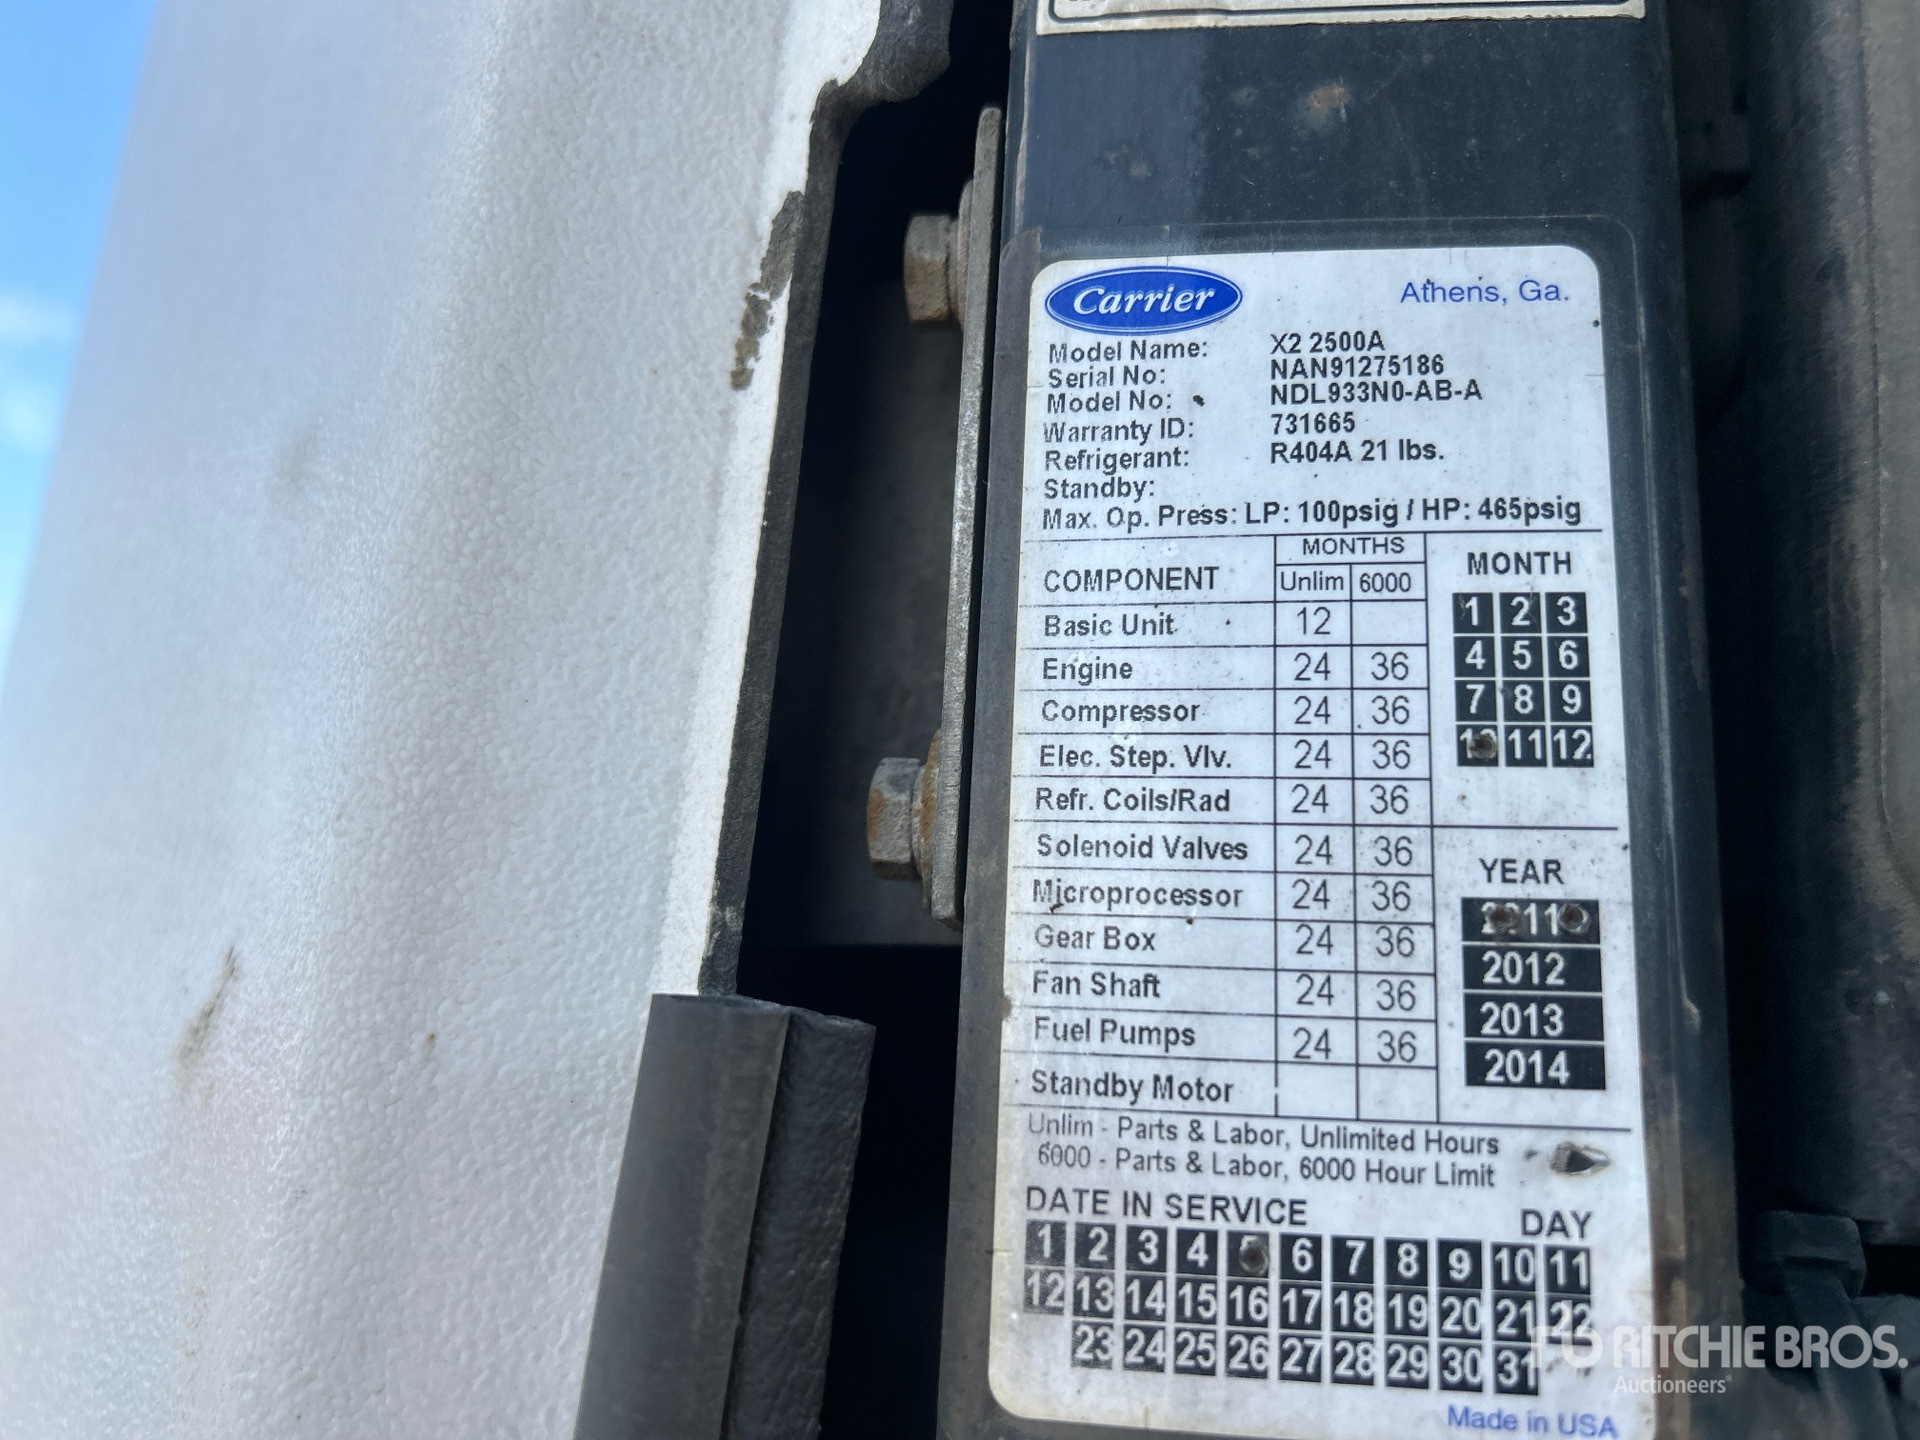 Carrier Athens, Ga.
Model Name: X2 2500A
Serial No: NAN91275186
Model No: NDL933N0-AB-A
Warranty ID: 731665
Refrigerant: R404A 21 lbs.
Standby:
Max. Op. Press: LP: 100psig / HP: 465psig
COMPONENT MONTHS
Unlim 6000
Basic Unit 12
Engine 24 36
Compressor 24 36
Elec. Step. Vlv. 24 36
Refr. Coils/Rad 24 36
Solenoid Valves 24 36
Microprocessor 24 36
Gear Box 24 36
Fan Shaft 24 36
Fuel Pumps 24 36
Standby Motor
MONTH
1 2 3
4 5 6
7 8 9
10 11 12
YEAR
2011
2012
2013
2014
Unlim - Parts & Labor, Unlimited Hours
6000 - Parts & Labor, 6000 Hour Limit
DATE IN SERVICE DAY
1 2 3 4 5 6 7 8 9 10 11
12 13 14 15 16 17 18 19 20 21 22
23 24 25 26 27 28 29 30 31
Made in USA
RITCHIE BROS.
Auctioneers